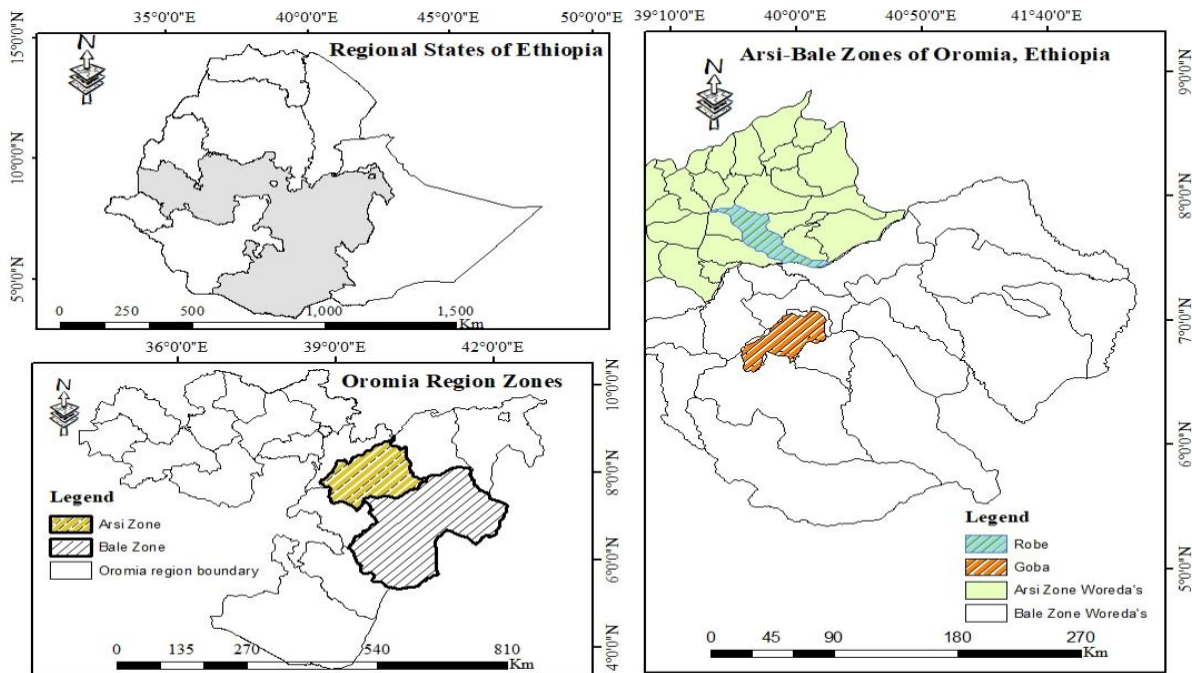 35°0'0"E 40°0'0"E 45°0'0"E 50°0'0"E
Regional States of Ethiopia
N
15°0'0"N
10°0'0"N
5°0'0"N
0 250 500 1,000 1,500
Km
36°0'0"E 39°0'0"E 42°0'0"E
Oromia Region Zones
N
10°0'0"N
8°0'0"N
6°0'0"N
4°0'0"N
Legend
Arsi Zone
Bale Zone
Oromia region boundary
0 135 270 540 810
Km
39°10'0"E 40°0'0"E 40°50'0"E 41°40'0"E
Arsi-Bale Zones of Oromia, Ethiopia
N
9°0'0"N
8°0'0"N
7°0'0"N
6°0'0"N
5°0'0"N
Legend
Robe
Goba
Arsi Zone Woreda's
Bale Zone Woreda's
0 45 90 180 270
Km